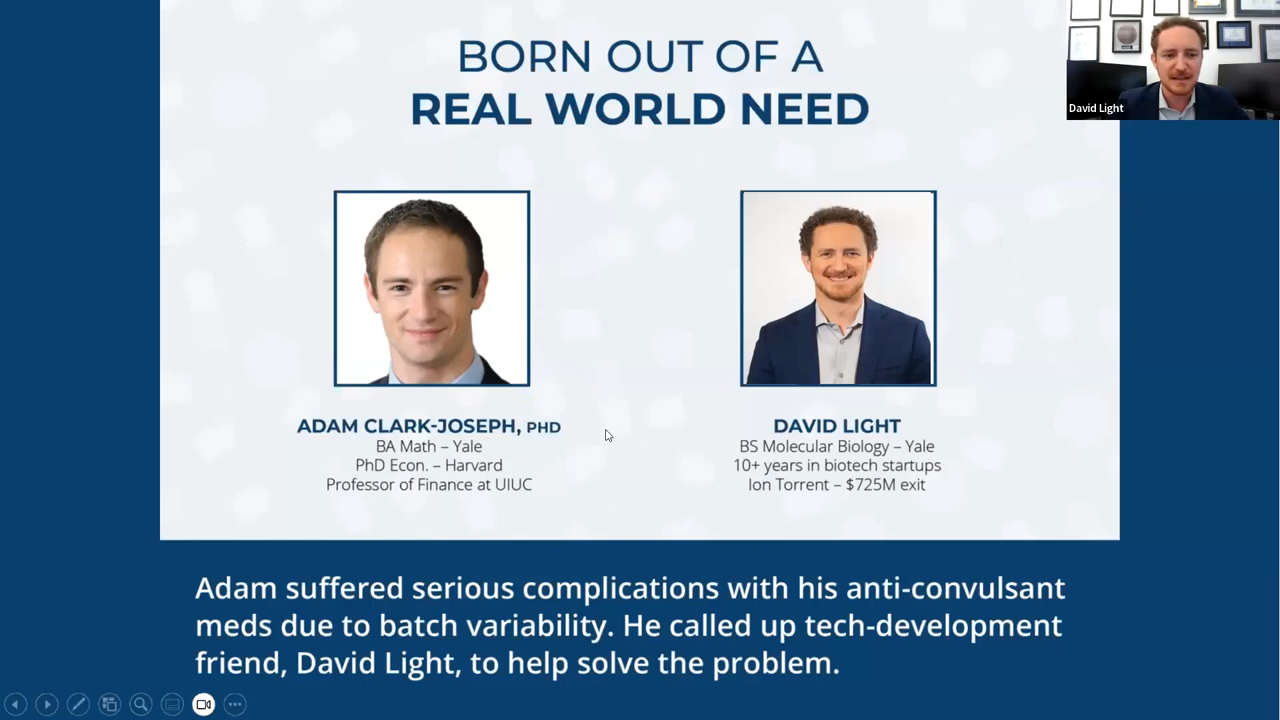 BORN OUT OF A
REAL WORLD NEED
David Light
ADAM CLARK-JOSEPH, PHD
BA Math – Yale
PhD Econ. – Harvard
Professor of Finance at UIUC
DAVID LIGHT
BS Molecular Biology – Yale
10+ years in biotech startups
Ion Torrent – $725M exit
Adam suffered serious complications with his anti-convulsant
meds due to batch variability. He called up tech-development
friend, David Light, to help solve the problem.